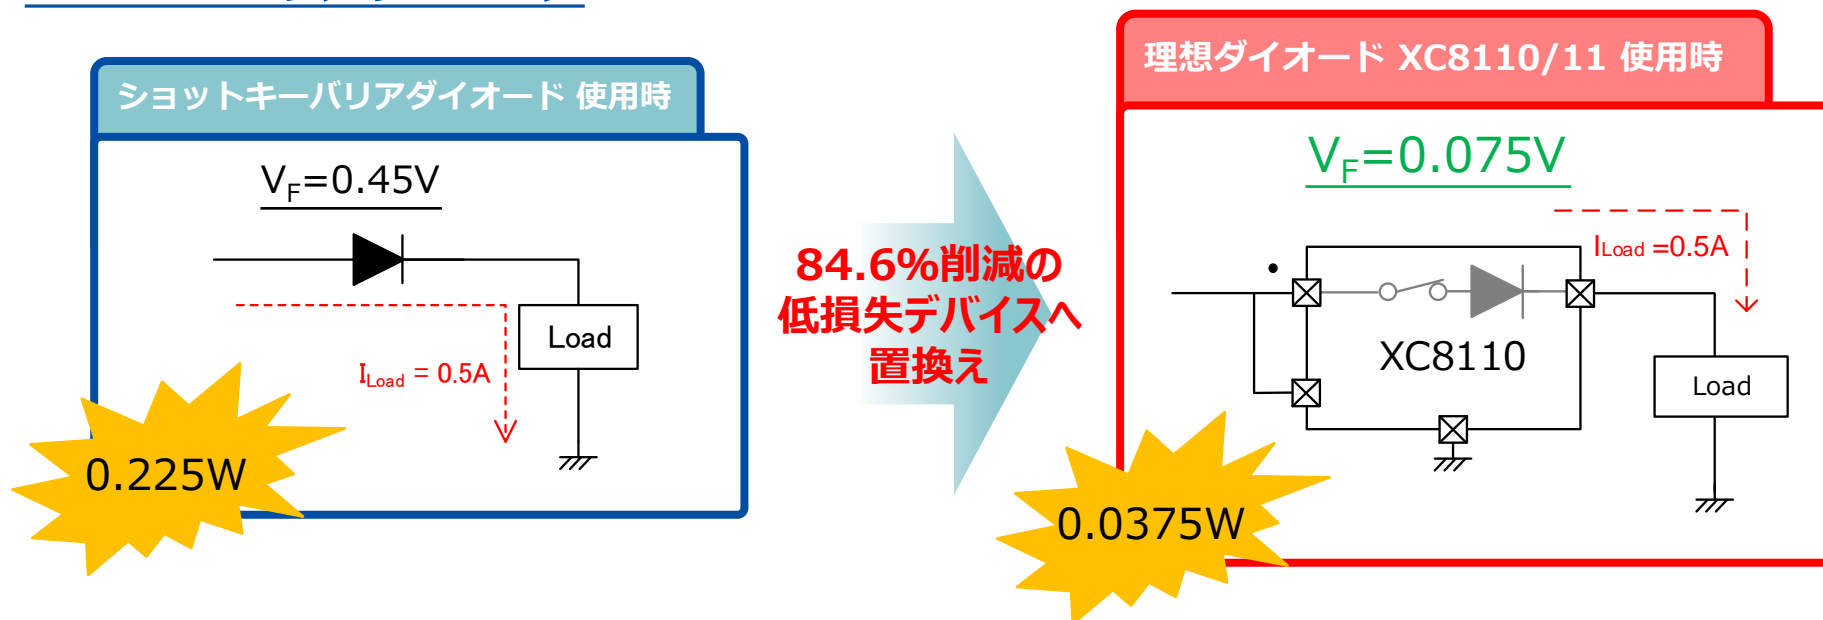 ショットキーバリアダイオード 使用時
VF=0.45V
Load
ILoad = 0.5A
0.225W
84.6%削減の
低損失デバイスへ
置換え
理想ダイオード XC8110/11 使用時
VF=0.075V
ILoad =0.5A
XC8110
Load
0.0375W